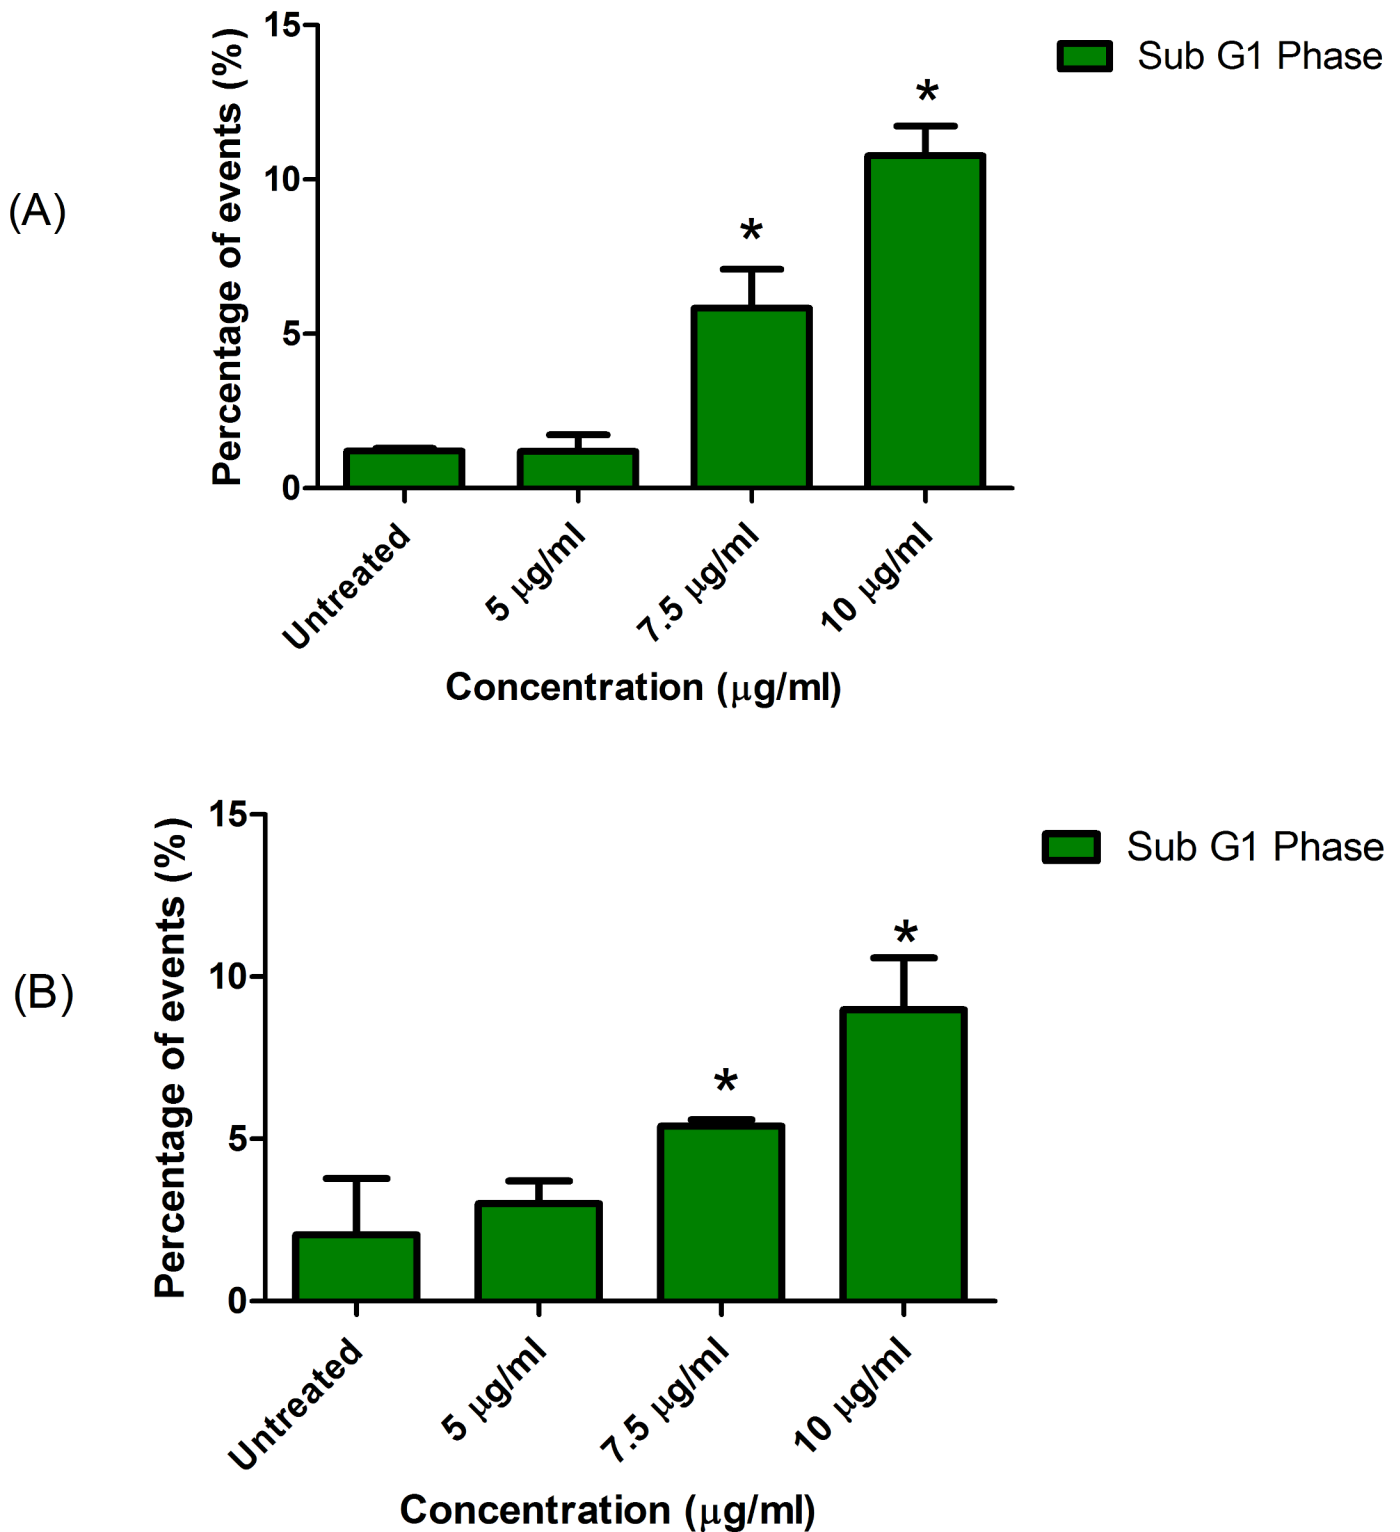 (A)
Percentage of events (%)
15
10
5
0
*
*
Sub G1 Phase
Untreated
5 μg/ml
7.5 μg/ml
10 μg/ml
Concentration (μg/ml)
(B)
Percentage of events (%)
15
10
5
0
*
*
Sub G1 Phase
Untreated
5 μg/ml
7.5 μg/ml
10 μg/ml
Concentration (μg/ml)